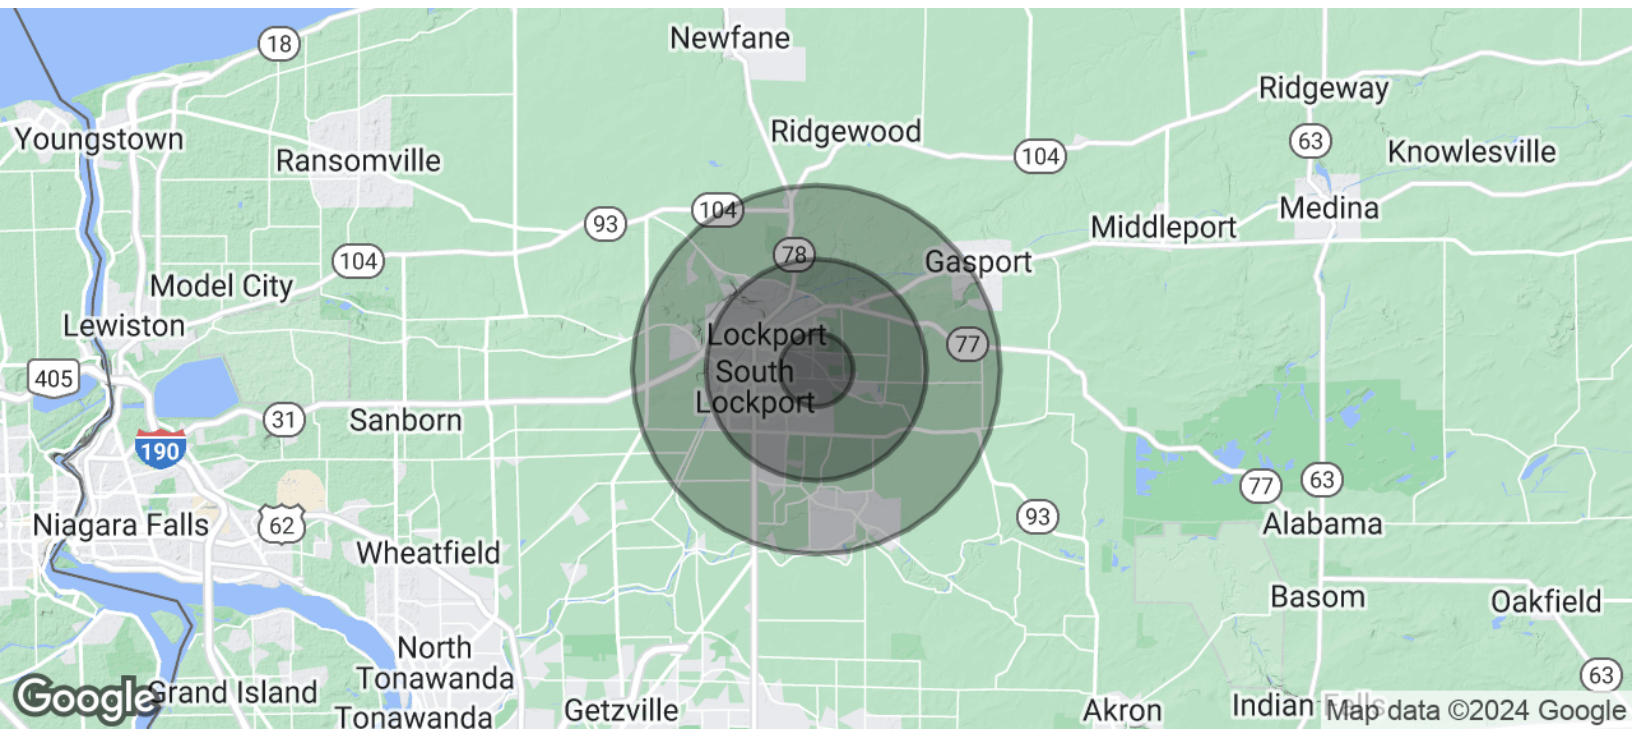 18
Newfane
Ridgeway
Youngstown
Ridgewood
63
Ransomville
104
Knowlesville
104
93
Medina
Middleport
78
104
Gasport
Model City
Lewiston
Lockport
77
405
South
Lockport
31
Sanborn
190
77
63
Niagara Falls
62
93
Alabama
Wheatfield
Basom
Oakfield
North
Tonawanda
63
Google
Grand Island
Tonawanda
Getzville
Akron
Indian Falls
Map data ©2024 Google